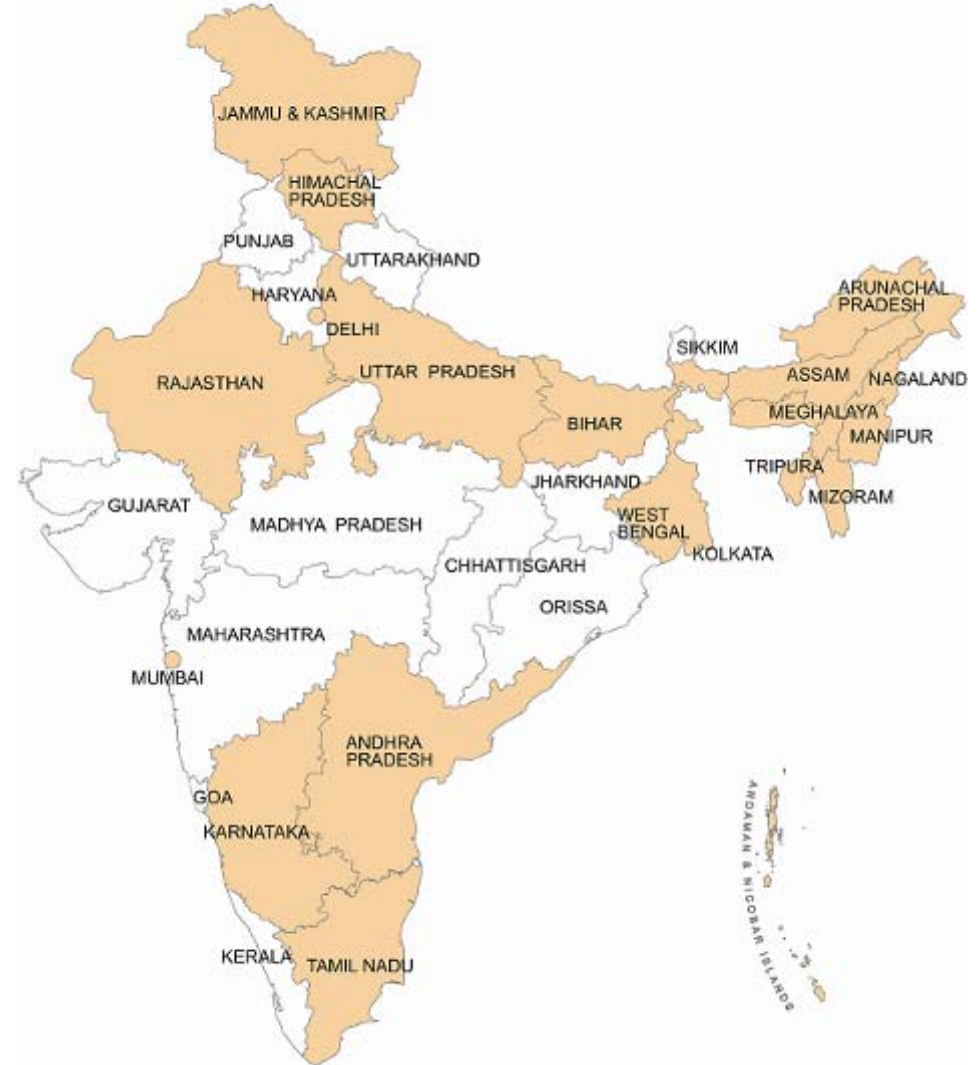 JAMMU & KASHMIR
HIMACHAL
PRADESH
PUNJAB
UTTARAKHAND
HARYANA
DELHI
RAJASTHAN
UTTAR PRADESH
BIHAR
SIKKIM
ARUNACHAL
PRADESH
ASSAM
NAGALAND
MEGHALAYA
MANIPUR
TRIPURA
MIZORAM
GUJARAT
MADHYA PRADESH
JHARKHAND
WEST
BENGAL
KOLKATA
CHHATTISGARH
ORISSA
MAHARASHTRA
MUMBAI
ANDHRA
PRADESH
GOA
KARNATAKA
KERALA
TAMIL NADU
ANDAMAN & NICOBAR ISLANDS